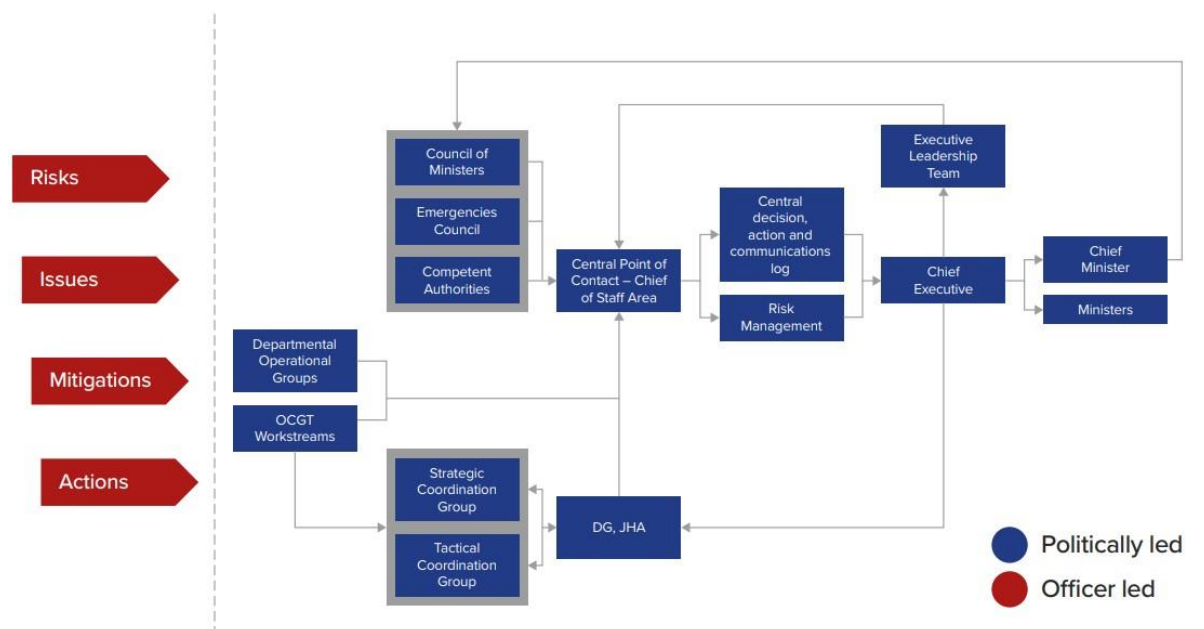 Risks
Issues
Mitigations
Actions
Council of
Ministers
Emergencies
Council
Competent
Authorities
Departmental
Operational
Groups
OCGT
Workstreams
Strategic
Coordination
Group
Tactical
Coordination
Group
Central Point of
Contact – Chief
of Staff Area
DG, JHA
Central
decision,
action and
communications
log
Risk
Management
Executive
Leadership
Team
Chief
Executive
Chief
Minister
Ministers
Politically led
Officer led